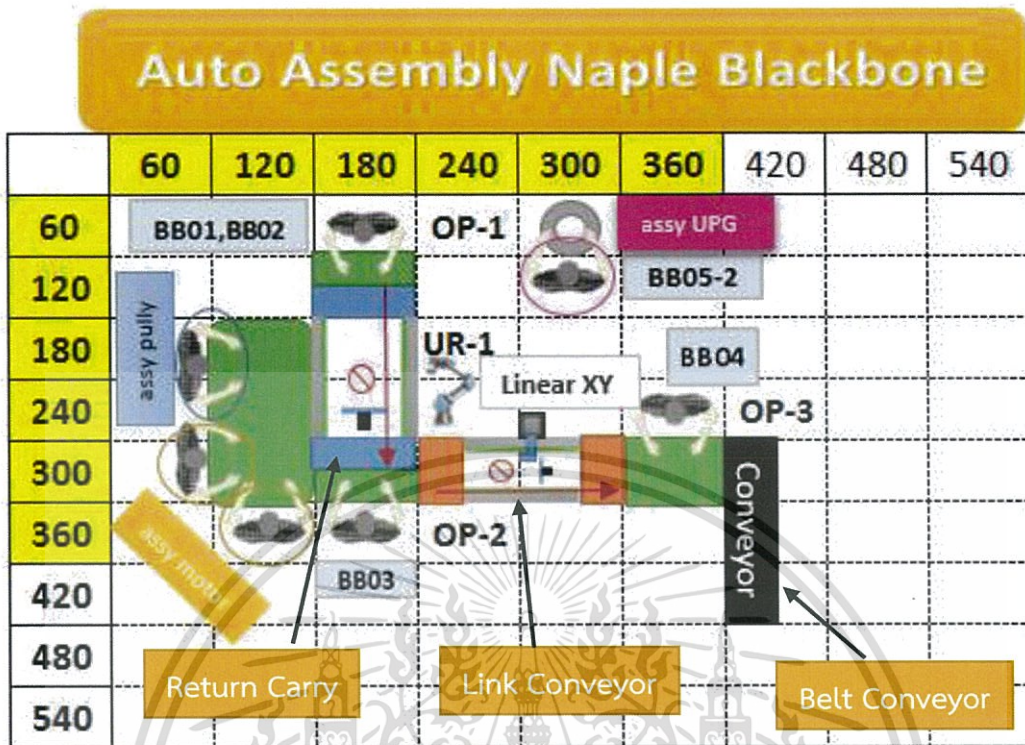 Auto Assembly Naple Blackbone
60 120 180 240 300 360 420 480 540
60
BB01,BB02
OP-1
assy UPG
120
assy pully
BB05-2
180
UR-1
BB04
240
Linear XY
OP-3
300
Conveyor
360
assy motor
OP-2
420
BB03
480
Return Carry
Link Conveyor
Belt Conveyor
540